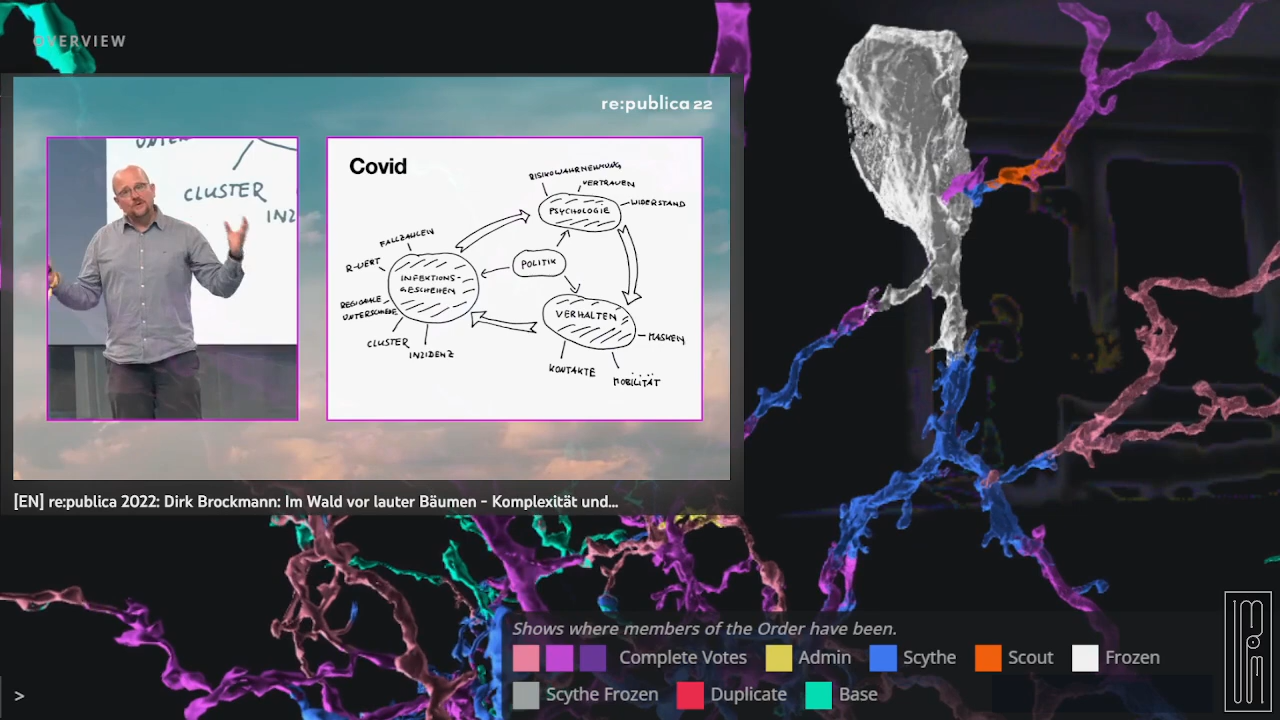 OVERVIEW
re:publica 22
UNTER
CLUSTER
INZ
Covid
RISIKOWAHRNEHMUNG
VERTRAUEN
PSYCHOLOGIE
WIDERSTAND
FALLZAHLEN
R-WERT
POLITIK
INFEKTIONS-
GESCHEHEN
REGIONALE
UNTERSCHIEDE
VERHALTEN
MASKEN
CLUSTER
INZIDENZ
KONTAKTE
MOBILITÄT
[EN] re:publica 2022: Dirk Brockmann: Im Wald vor lauter Bäumen - Komplexität und...
Shows where members of the Order have been.
Complete Votes Admin Scythe Scout Frozen
Scythe Frozen Duplicate Base
>